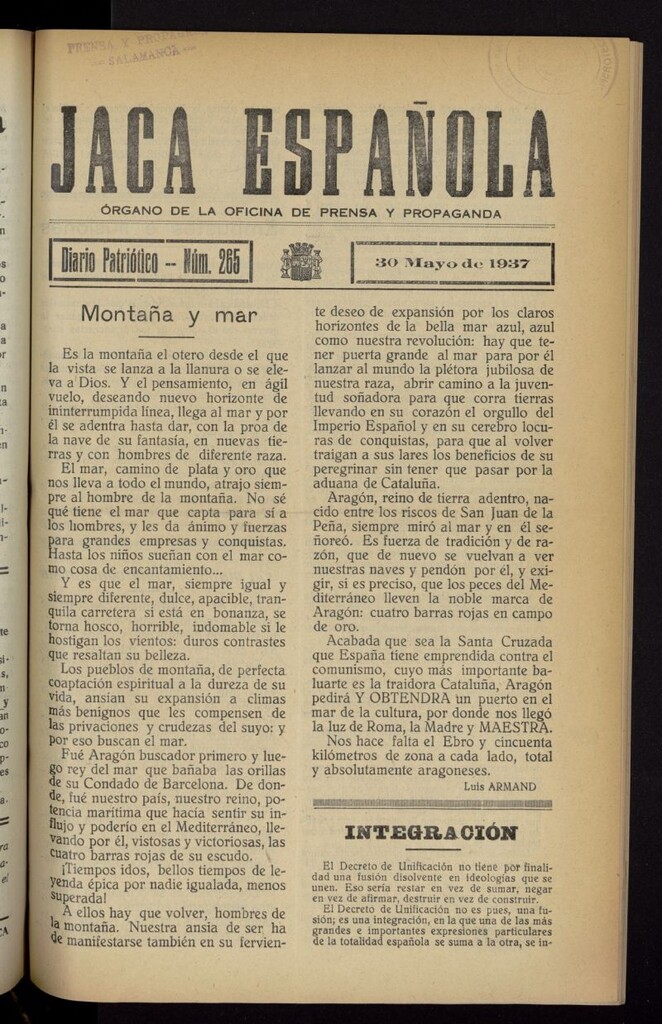 PRENSA Y PROPAGANDA
SALAMANCA
JACA ESPAÑOLA
ÓRGANO DE LA OFICINA DE PRENSA Y PROPAGANDA
Diario Patriótico -- Núm. 265
30 Mayo de 1937
Montaña y mar
Es la montaña el otero desde el que
la vista se lanza a la llanura o se ele-
va a Dios. Y el pensamiento, en ágil
vuelo, deseando nuevo horizonte de
ininterrumpida línea, llega al mar y por
él se adentra hasta dar, con la proa de
la nave de su fantasía, en nuevas tie-
rras y con hombres de diferente raza.
El mar, camino de plata y oro que
nos lleva a todo el mundo, atrajo siem-
pre al hombre de la montaña. No sé
qué tiene el mar que capta para sí a
los hombres, y les da ánimo y fuerzas
para grandes empresas y conquistas.
Hasta los niños sueñan con el mar co-
mo cosa de encantamiento...
Y es que el mar, siempre igual y
siempre diferente, dulce, apacible, tran-
quila carretera si está en bonanza, se
torna hosco, horrible, indomable si le
hostigan los vientos: duros contrastes
que resaltan su belleza.
Los pueblos de montaña, de perfecta
coaptación espiritual a la dureza de su
vida, ansian su expansión a climas
más benignos que les compensen de
las privaciones y crudezas del suyo: y
por eso buscan el mar.
Fué Aragón buscador primero y lue-
go rey del mar que bañaba las orillas
de su Condado de Barcelona. De don-
de, fué nuestro país, nuestro reino, po-
tencia marítima que hacía sentir su in-
flujo y poderío en el Mediterráneo, lle-
vando por él, vistosas y victoriosas, las
cuatro barras rojas de su escudo.
¡Tiempos idos, bellos tiempos de le-
yenda épica por nadie igualada, menos
superada!
A ellos hay que volver, hombres de
la montaña. Nuestra ansia de ser ha
de manifestarse también en su fervien-
te deseo de expansión por los claros
horizontes de la bella mar azul, azul
como nuestra revolución: hay que te-
ner puerta grande al mar para por él
lanzar al mundo la plétora jubilosa de
nuestra raza, abrir camino a la juven-
tud soñadora para que corra tierras
llevando en su corazón el orgullo del
Imperio Español y en su cerebro locu-
ras de conquistas, para que al volver
traigan a sus lares los beneficios de su
peregrinar sin tener que pasar por la
aduana de Cataluña.
Aragón, reino de tierra adentro, na-
cido entre los riscos de San Juan de la
Peña, siempre miró al mar y en él se-
ñoreó. Es fuerza de tradición y de ra-
zón, que de nuevo se vuelvan a ver
nuestras naves y pendón por él, y exi-
gir, si es preciso, que los peces del Me-
diterráneo lleven la noble marca de
Aragón: cuatro barras rojas en campo
de oro.
Acabada que sea la Santa Cruzada
que España tiene emprendida contra el
comunismo, cuyo más importante ba-
luarte es la traidora Cataluña, Aragón
pedirá Y OBTENDRA un puerto en el
mar de la cultura, por donde nos llegó
la luz de Roma, la Madre y MAESTRA.
Nos hace falta el Ebro y cincuenta
kilómetros de zona a cada lado, total
y absolutamente aragoneses.
Luis ARMAND
INTEGRACIÓN
El Decreto de Unificación no tiene por finali-
dad una fusión disolvente en ideologías que se
unen. Eso sería restar en vez de sumar, negar
en vez de afirmar, destruir en vez de construir.
El Decreto de Unificación no es pues, una fu-
sión; es una integración, en la que una de las más
grandes e importantes expresiones particulares
de la totalidad española se suma a la otra, se in-